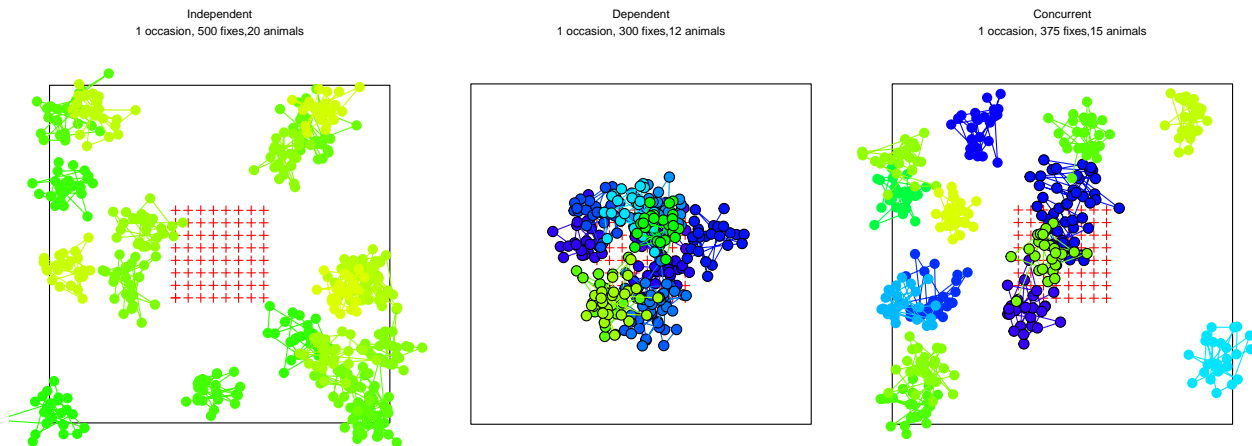 Independent
1 occasion, 500 fixes,20 animals
Dependent
1 occasion, 300 fixes,12 animals
Concurrent
1 occasion, 375 fixes,15 animals